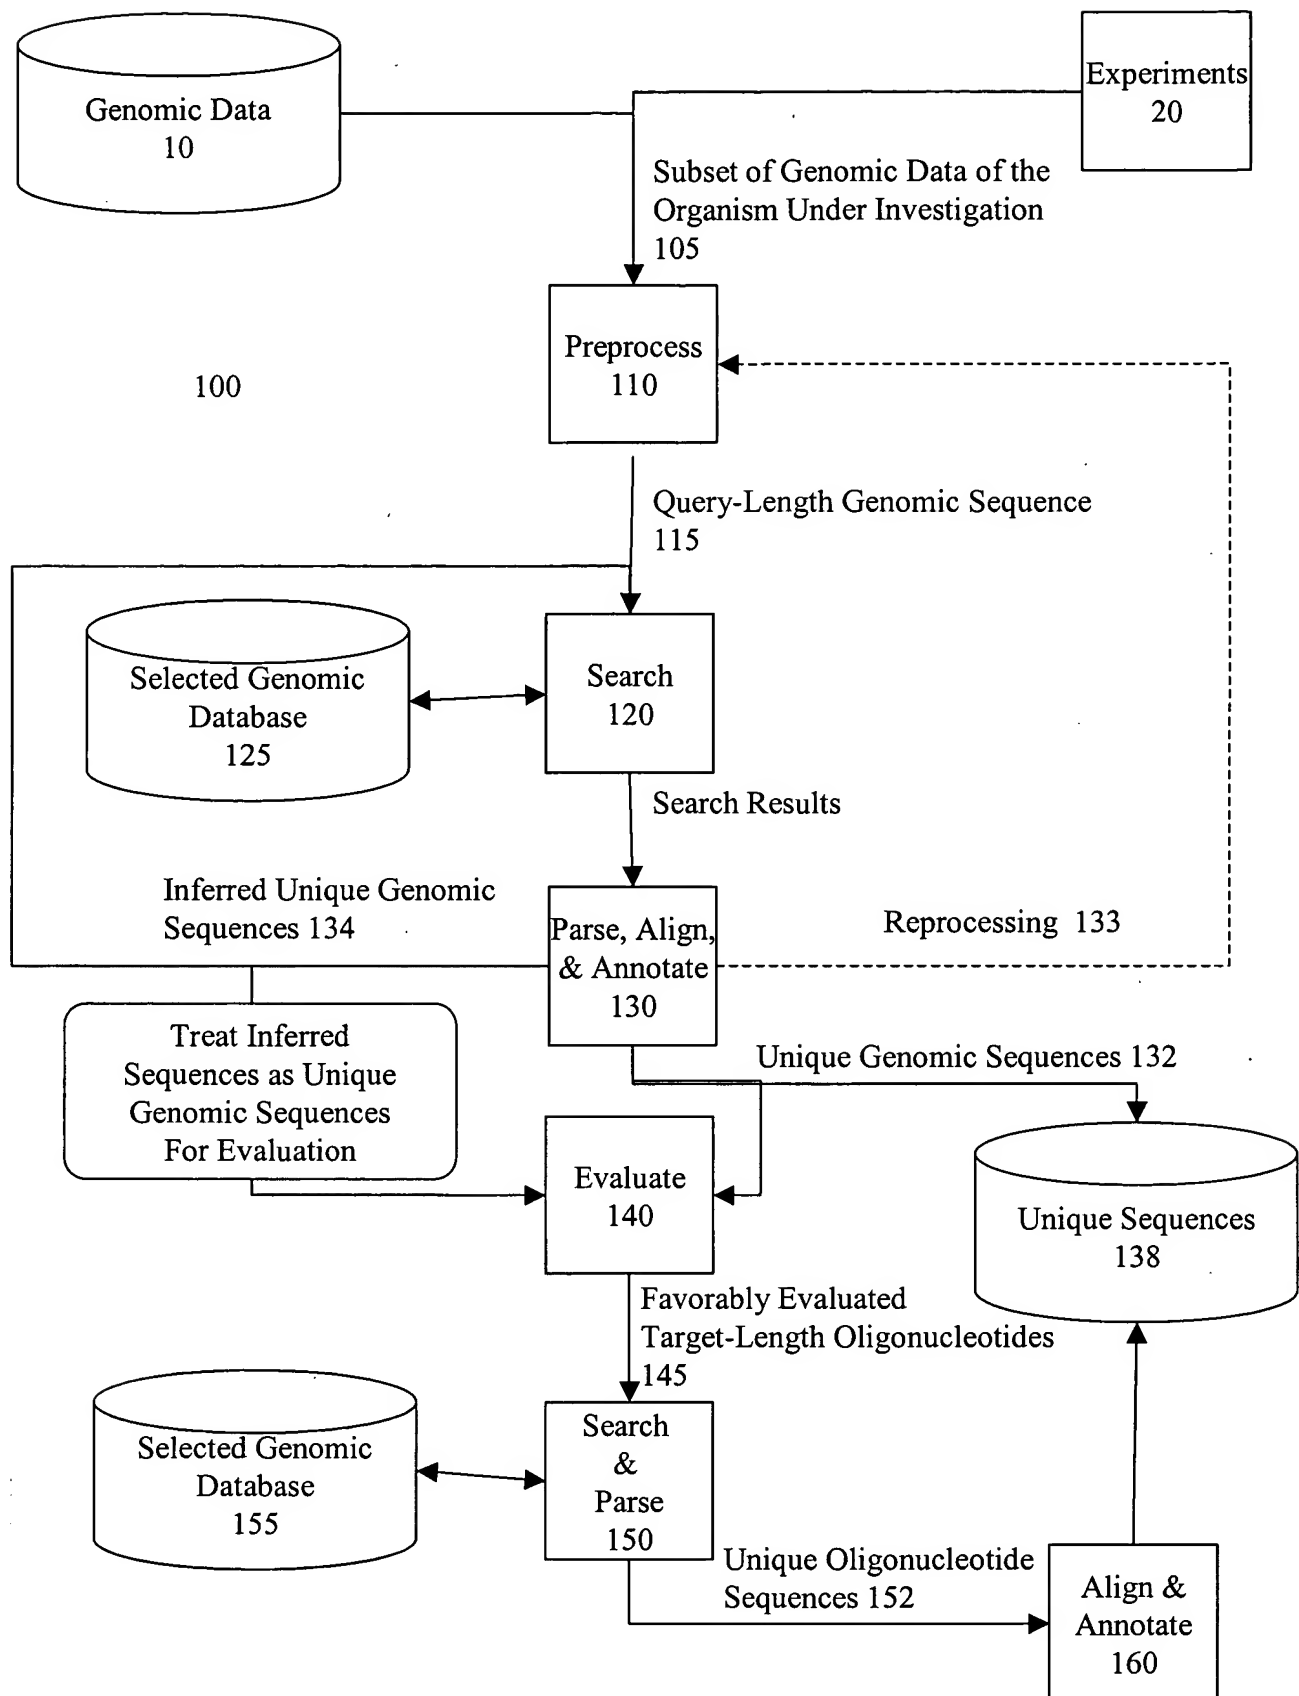 Genomic Data
10
Experiments
20
Subset of Genomic Data of the
Organism Under Investigation
105
Preprocess
110
100
Query-Length Genomic Sequence
115
Selected Genomic
Database
125
Search
120
Search Results
Inferred Unique Genomic
Sequences 134
Parse, Align,
& Annotate
130
Reprocessing 133
Treat Inferred
Sequences as Unique
Genomic Sequences
For Evaluation
Unique Genomic Sequences 132
Evaluate
140
Unique Sequences
138
Favorably Evaluated
Target-Length Oligonucleotides
145
Selected Genomic
Database
155
Search
&
Parse
150
Unique Oligonucleotide
Sequences 152
Align &
Annotate
160